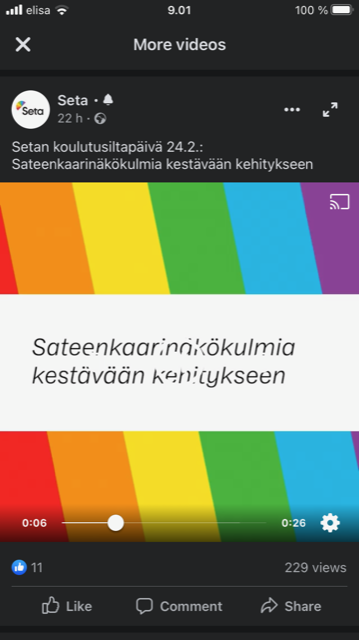 elisa 9.01 100 %
More videos
Seta
Seta ·
22 h ·
Setan koulutusiltapäivä 24.2.:
Sateenkaarinäkökulmia kestävään kehitykseen
Sateenkaarinäkökulmia
kestävään kehitykseen
0:06 0:26
11 229 views
Like Comment Share